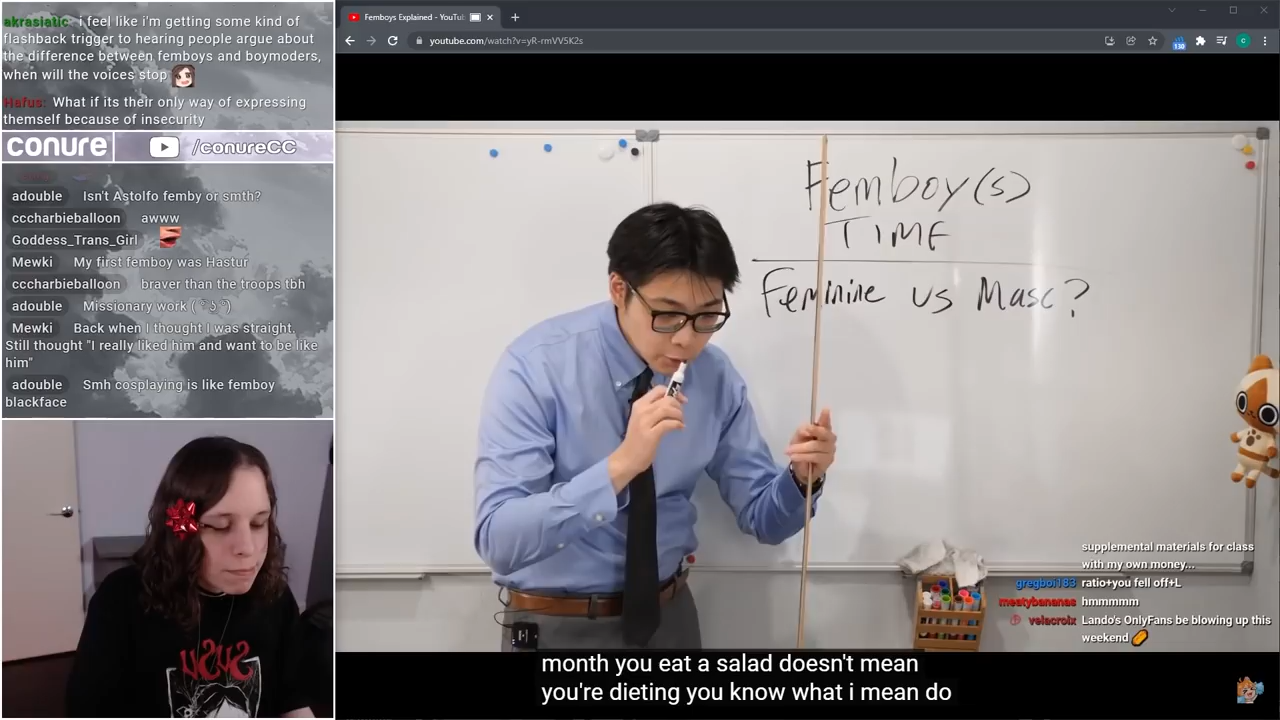 akrasiatic: i feel like i'm getting some kind of
flashback trigger to hearing people argue about
the difference between femboys and boymoders,
when will the voices stop
Hafus: What if its their only way of expressing
themself because of insecurity
conure /conureCC
adouble Isn't Astolfo femby or smth?
cccharbieballoon awww
Goddess_Trans_Girl
Mewki My first femboy was Hastur
cccharbieballoon braver than the troops tbh
adouble Missionary work ( ͡° ͜ʖ ͡°)
Mewki Back when I thought I was straight.
Still thought "I really liked him and want to be like
him"
adouble Smh cosplaying is like femboy
blackface
Femboys Explained - YouTu
youtube.com/watch?v=yR-rmVV5K2s
130
C
Femboy(s)
TIME
Feminine vs Masc?
supplemental materials for class
with my own money...
greqboi183 ratio+you fell off+L
meatybananas hmmmmm
velacroix Lando's OnlyFans be blowing up this
weekend
month you eat a salad doesn't mean
you're dieting you know what i mean do